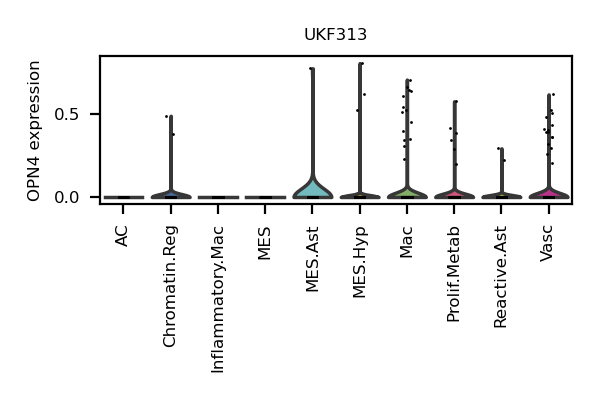 UKF313
OPN4 expression
0.5
0.0
AC
Chromatin.Reg
Inflammatory.Mac
MES
MES.Ast
MES.Hyp
Mac
Prolif.Metab
Reactive.Ast
Vasc